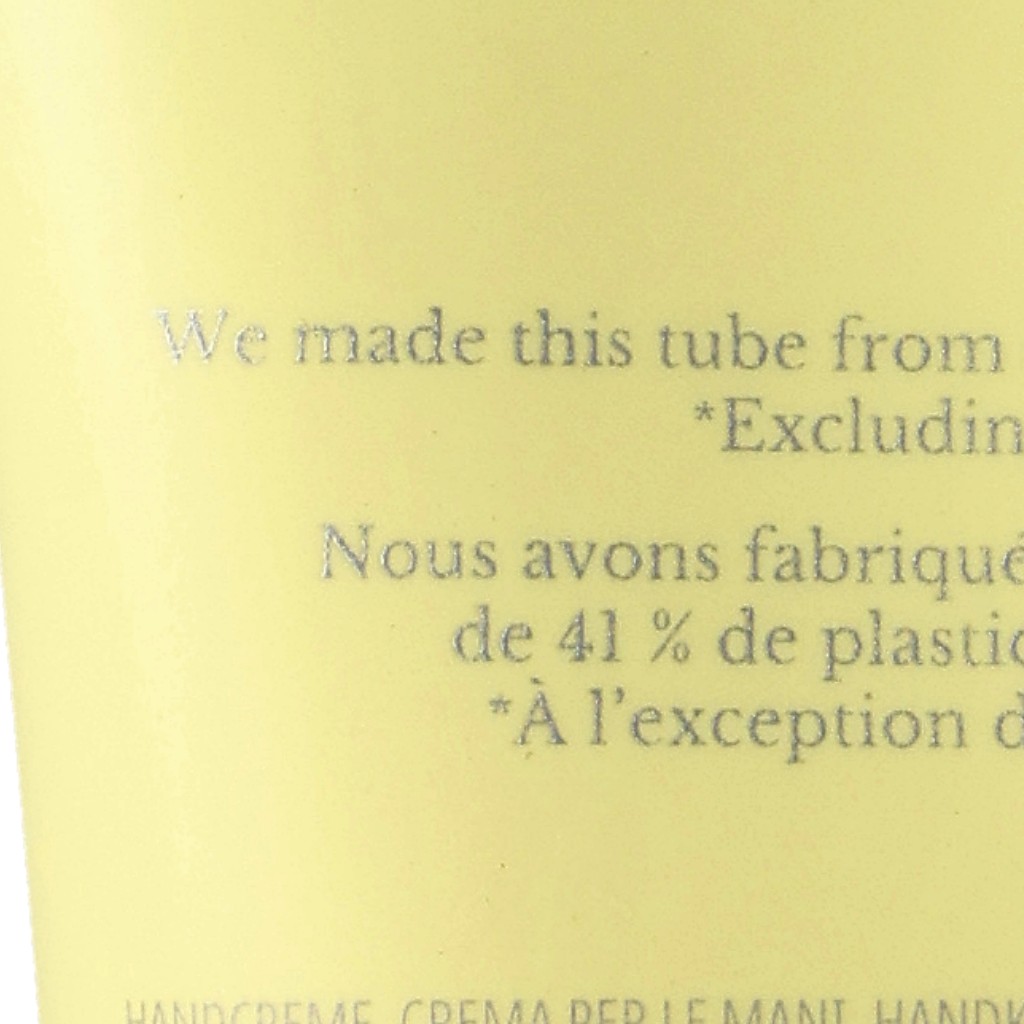 We made this tube from
*Excludin
Nous avons fabriqué
de 41 % de plastic
*À l'exception d
HANDCREME, CREMA PER LE MANI, HANDK